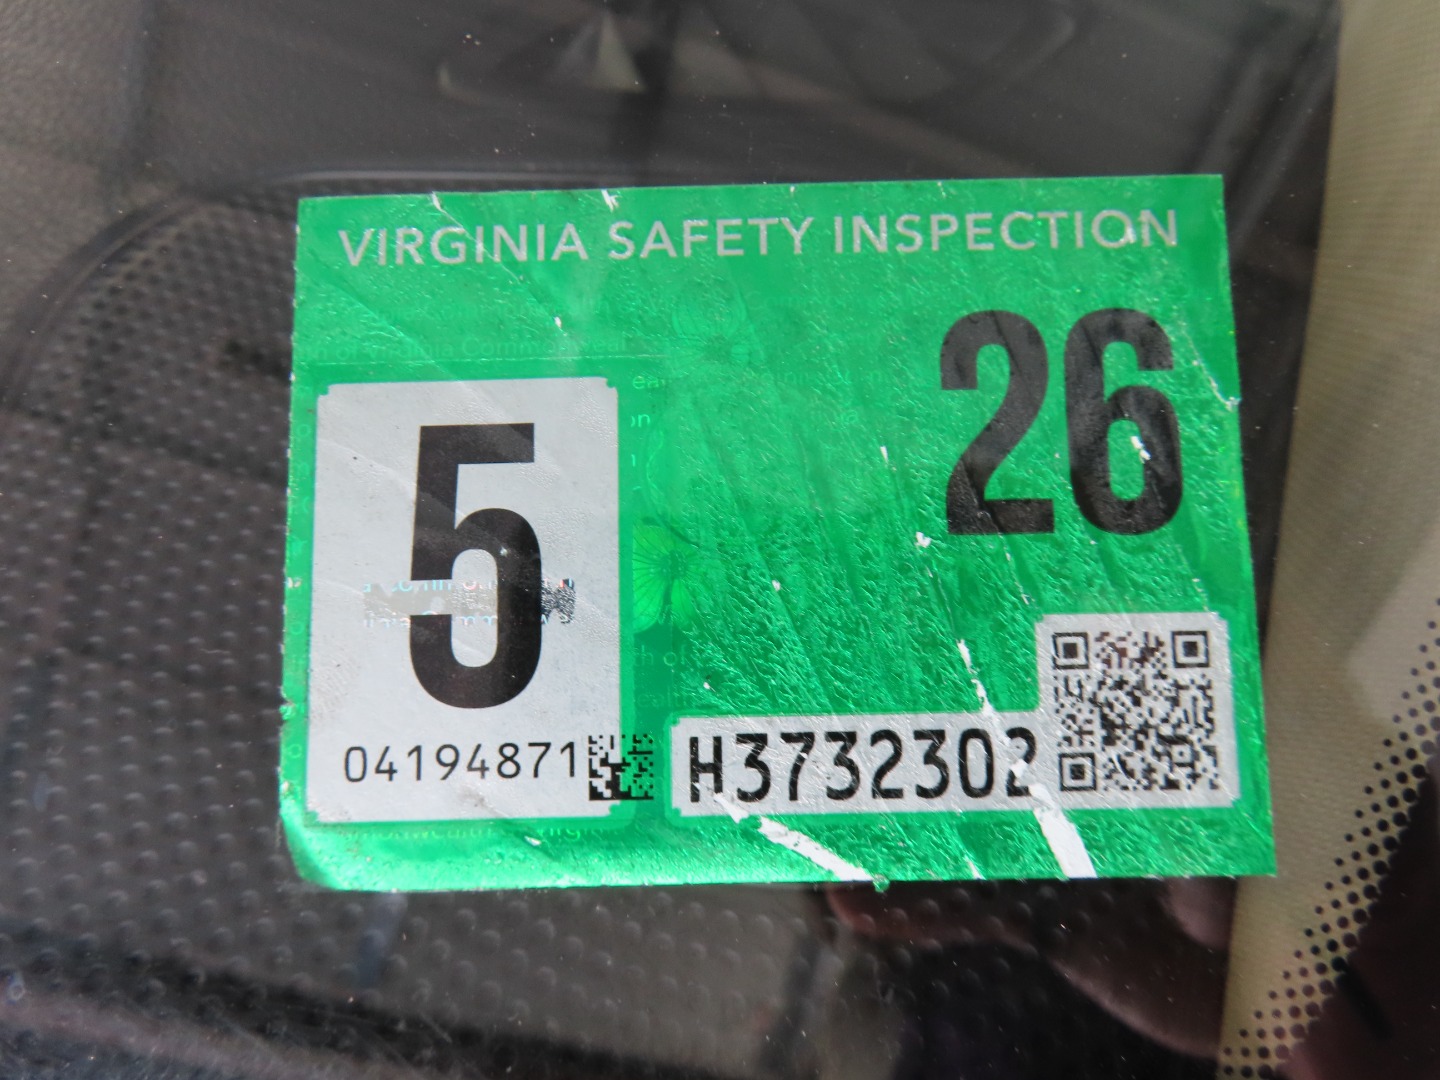 VIRGINIA SAFETY INSPECTION
26
5
04194871
H3732302